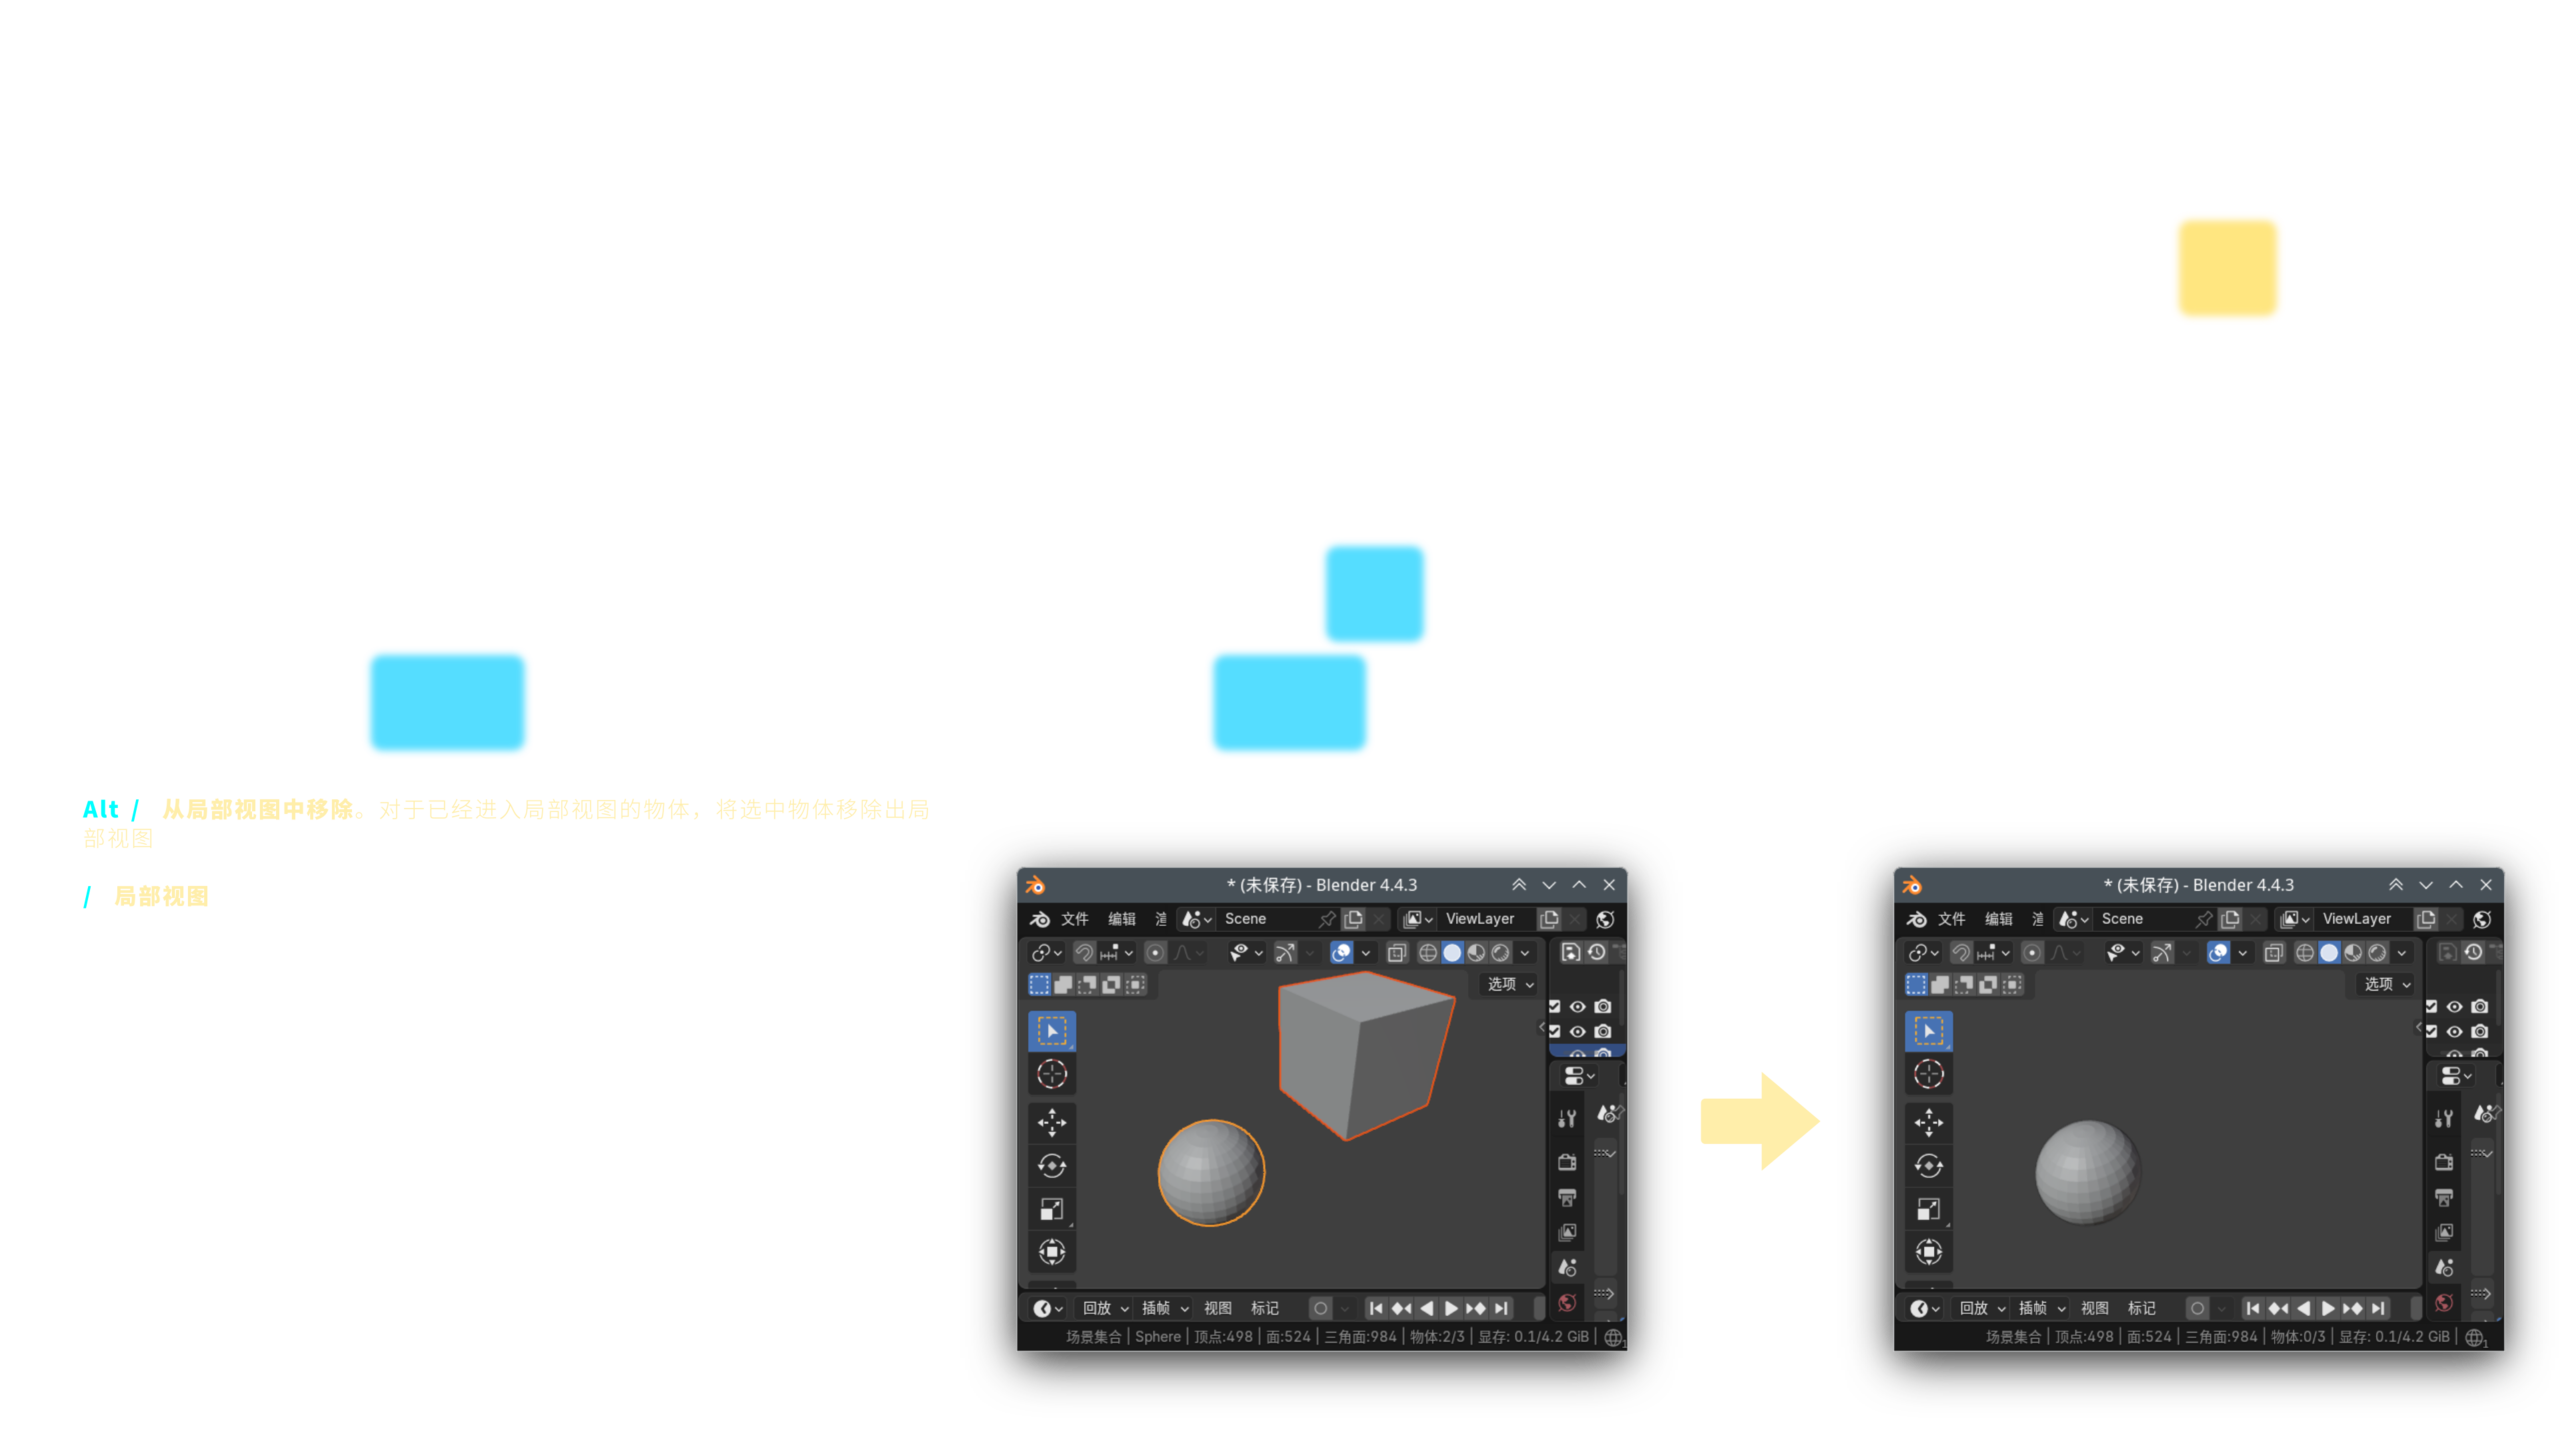 Alt / 从局部视图中移除。对于已经进入局部视图的物体，将选中物体移除出局
部视图
/ 局部视图
* (未保存) - Blender 4.4.3
文件 编辑 Scene ViewLayer
选项
回放 插帧 视图 标记
场景集合 | Sphere | 顶点:498 | 面:524 | 三角面:984 | 物体:2/3 | 显存: 0.1/4.2 GiB | 1
* (未保存) - Blender 4.4.3
文件 编辑 Scene ViewLayer
选项
回放 插帧 视图 标记
场景集合 | 顶点:498 | 面:524 | 三角面:984 | 物体:0/3 | 显存: 0.1/4.2 GiB | 1